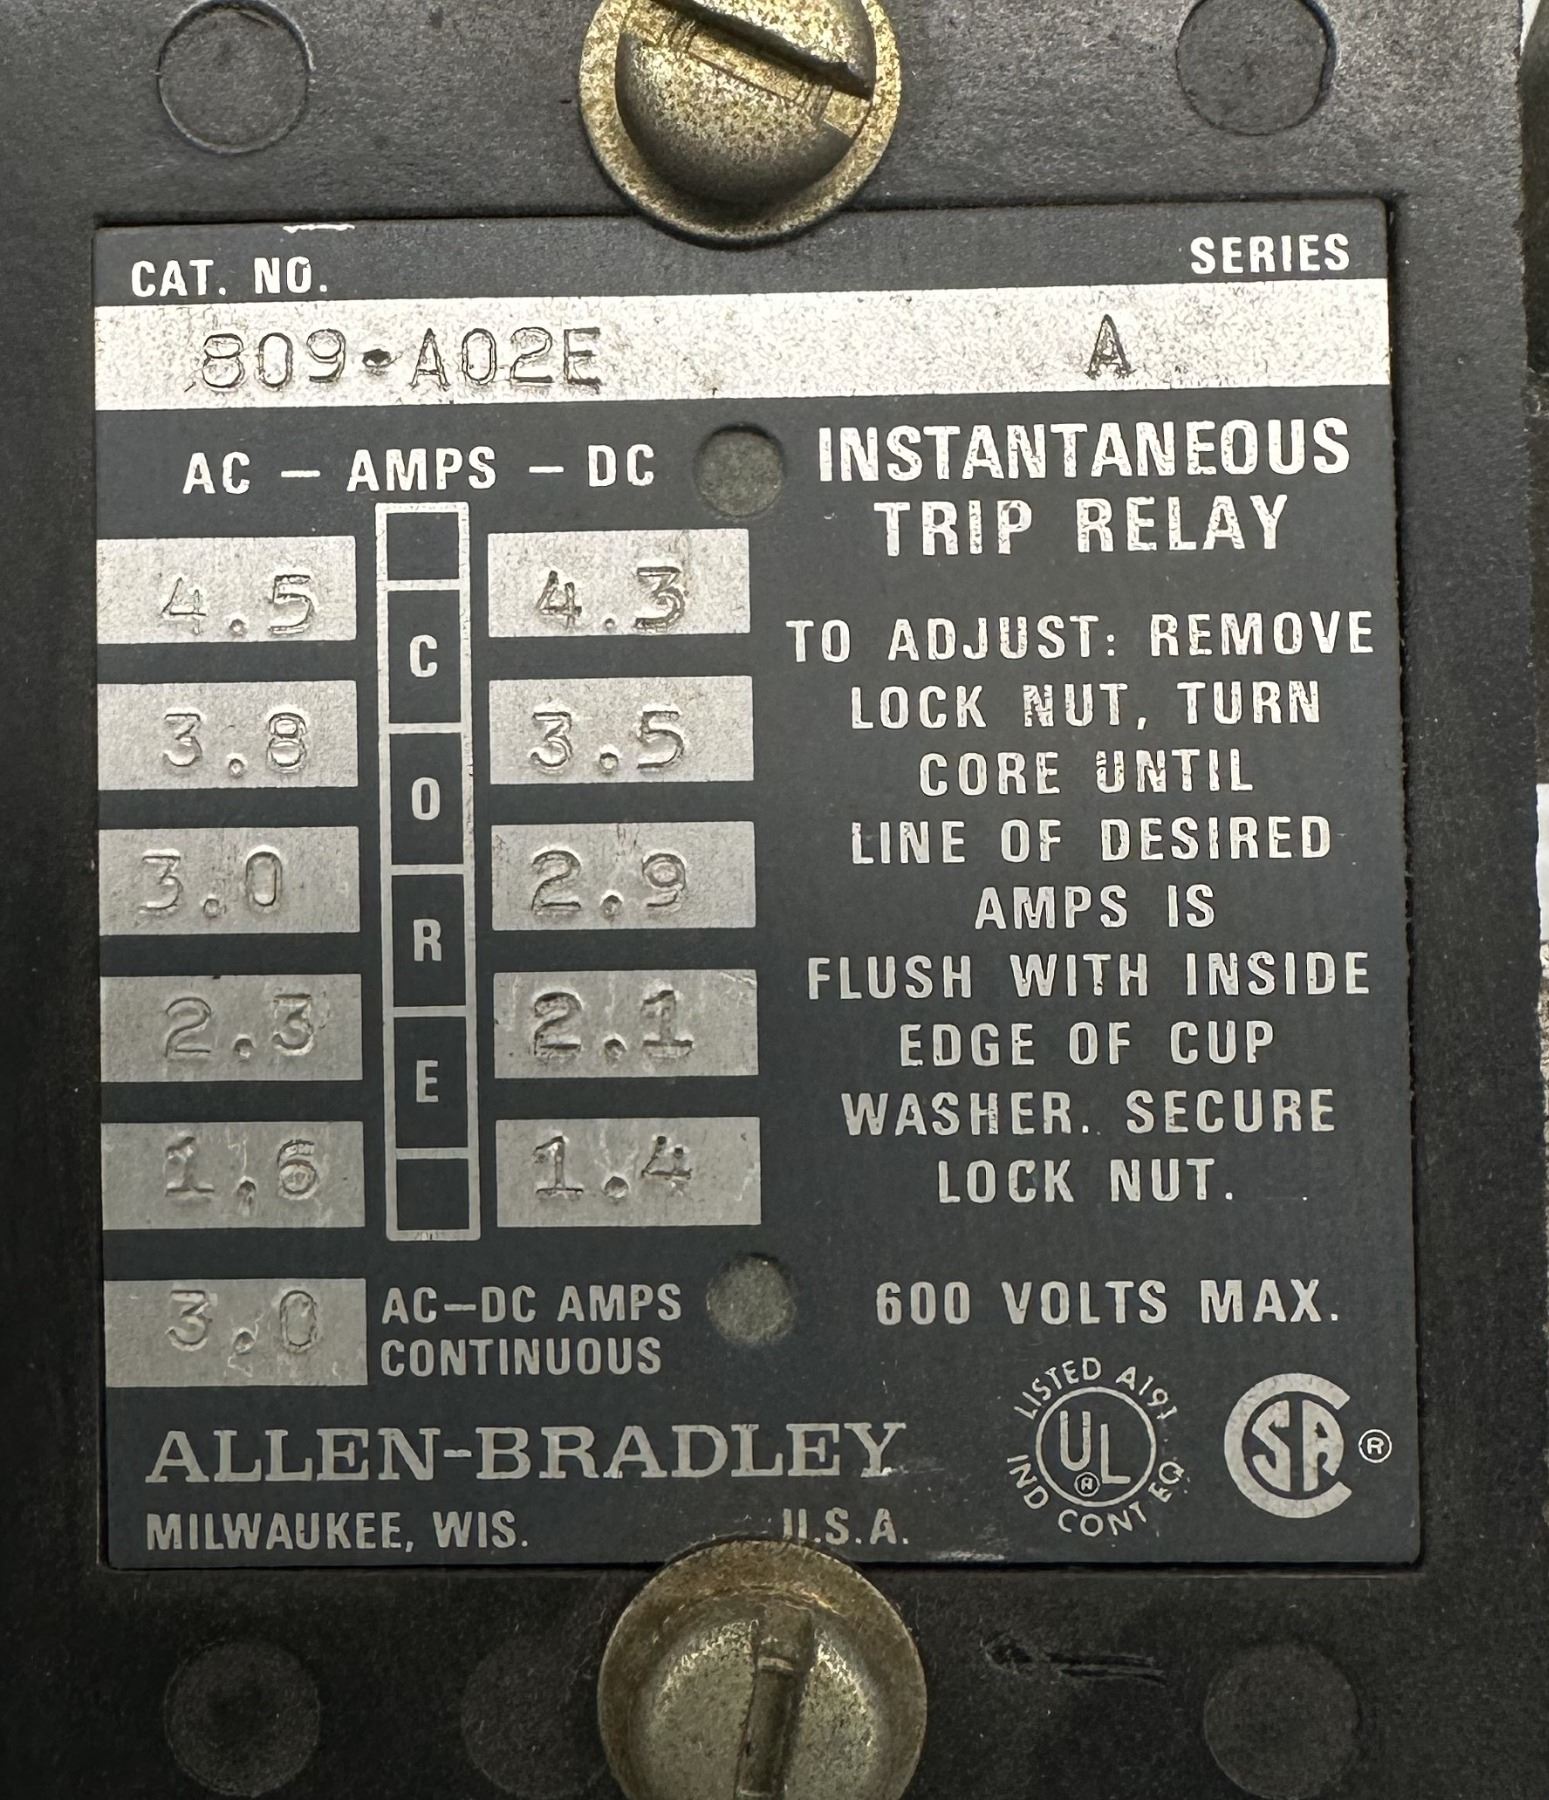 CAT. NO. SERIES
809-A02E A
AC – AMPS – DC
4.5 4.3
3.8 3.5
3.0 2.9
2.3 2.1
1.6 1.4
CORE
3.0 AC–DC AMPS
CONTINUOUS
INSTANTANEOUS
TRIP RELAY
TO ADJUST: REMOVE
LOCK NUT, TURN
CORE UNTIL
LINE OF DESIRED
AMPS IS
FLUSH WITH INSIDE
EDGE OF CUP
WASHER. SECURE
LOCK NUT.
600 VOLTS MAX.
ALLEN-BRADLEY
MILWAUKEE, WIS. U.S.A.
LISTED A191
UL®
IND CONT EQ
CSA®